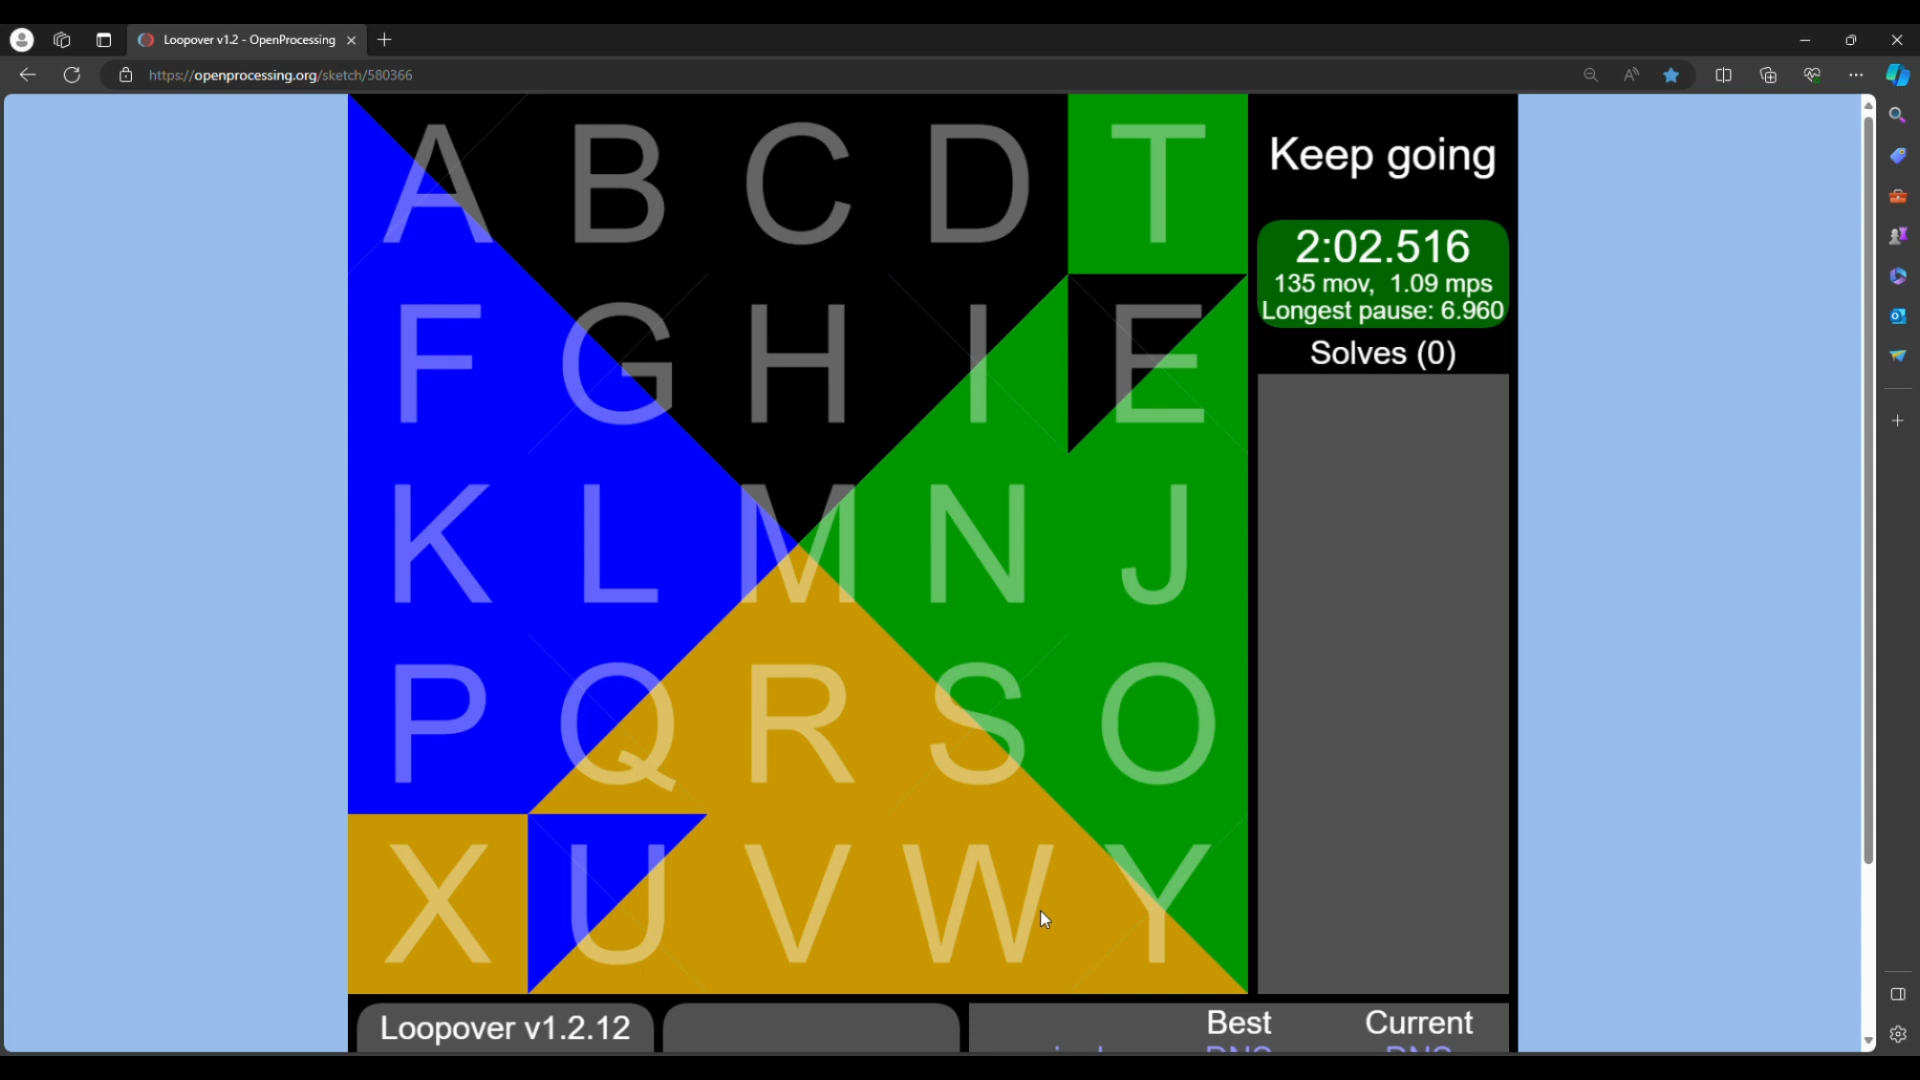 Loopover v1.2 - OpenProcessing
https://openprocessing.org/sketch/580366
A B C D T
F G H I E
K L M N J
P Q R S O
X U V W Y
Keep going
2:02.516
135 mov, 1.09 mps
Longest pause: 6.960
Solves (0)
Loopover v1.2.12
Best Current